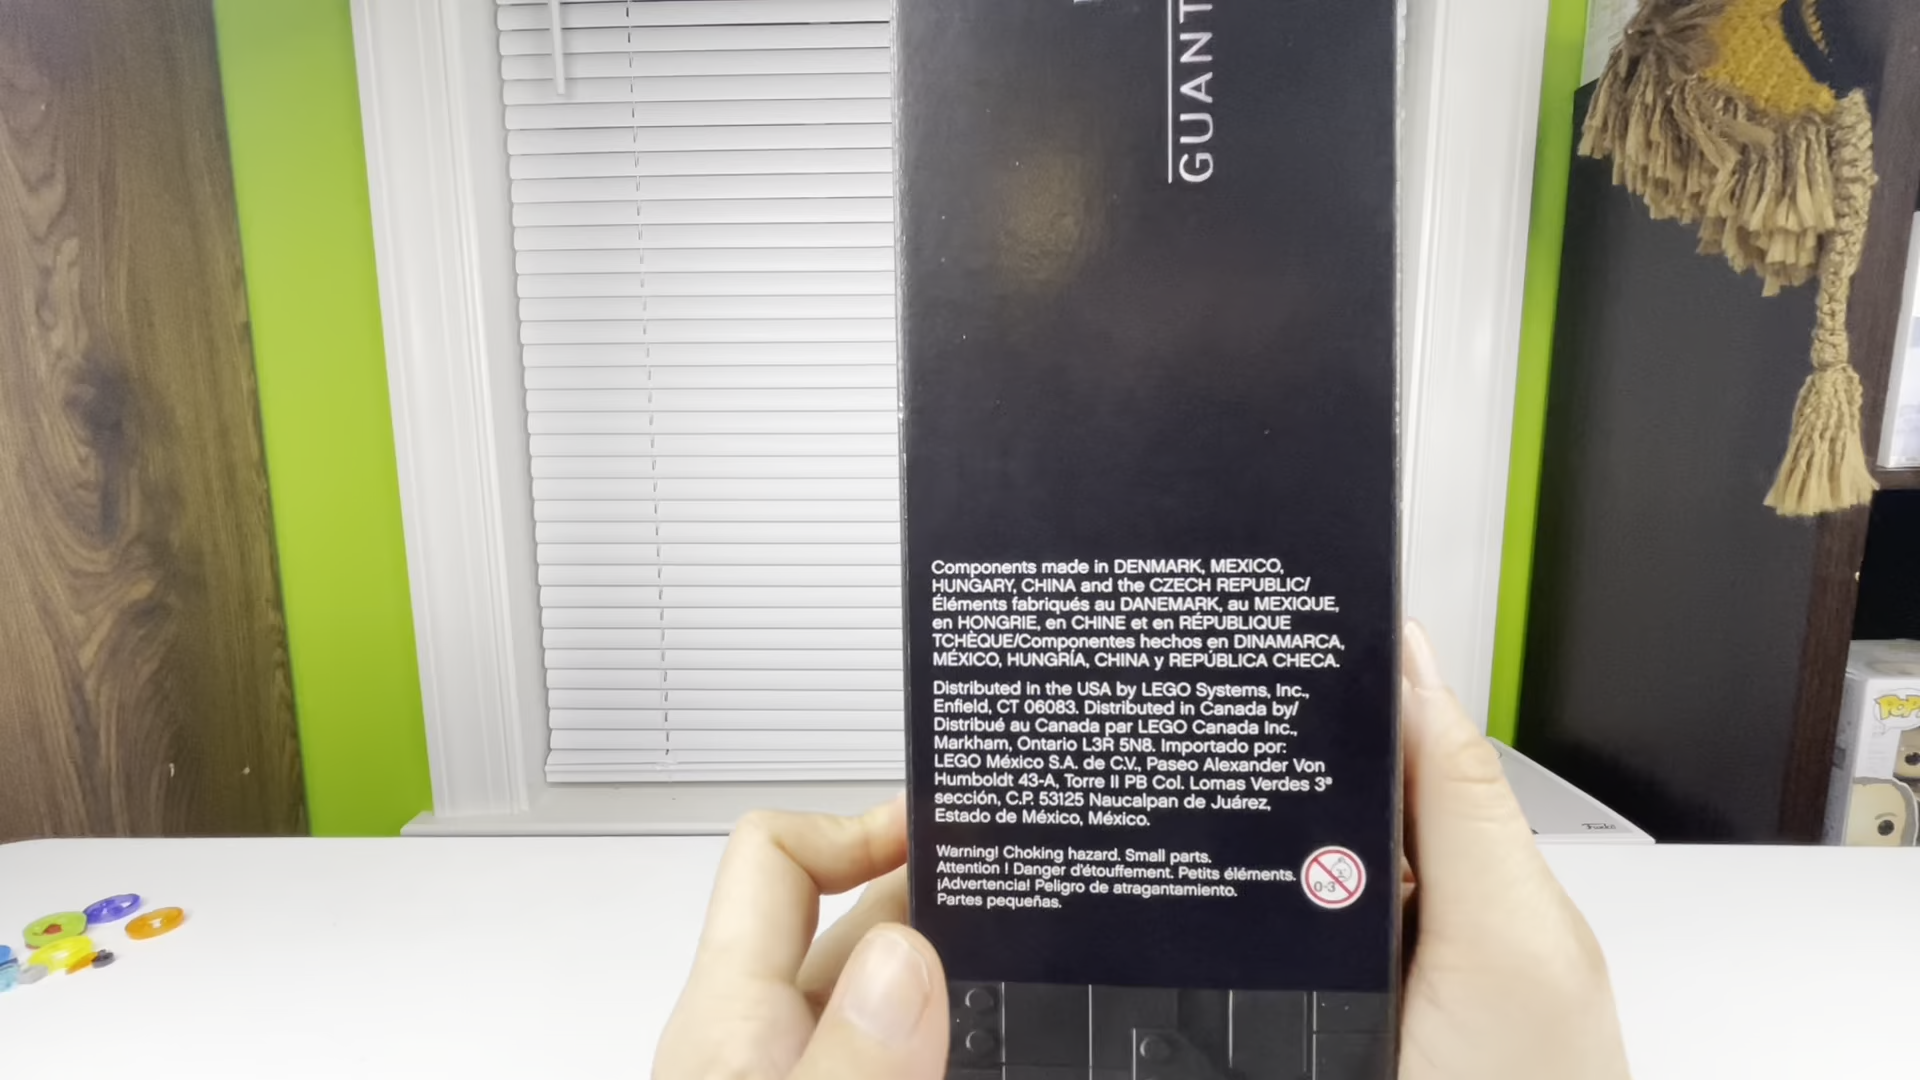 GUANT
Components made in DENMARK, MEXICO,
HUNGARY, CHINA and the CZECH REPUBLIC/
Éléments fabriqués au DANEMARK, au MEXIQUE,
en HONGRIE, en CHINE et en RÉPUBLIQUE
TCHÈQUE/Componentes hechos en DINAMARCA,
MÉXICO, HUNGRÍA, CHINA y REPÚBLICA CHECA.
Distributed in the USA by LEGO Systems, Inc.,
Enfield, CT 06083. Distributed in Canada by/
Distribué au Canada par LEGO Canada Inc.,
Markham, Ontario L3R 5N8. Importado por:
LEGO México S.A. de C.V., Paseo Alexander Von
Humboldt 43-A, Torre II PB Col. Lomas Verdes 3ª
sección, C.P. 53125 Naucalpan de Juárez,
Estado de México, México.
Warning! Choking hazard. Small parts.
Attention ! Danger d'étouffement. Petits éléments.
¡Advertencia! Peligro de atragantamiento.
Partes pequeñas.
0-3
POP
Funko